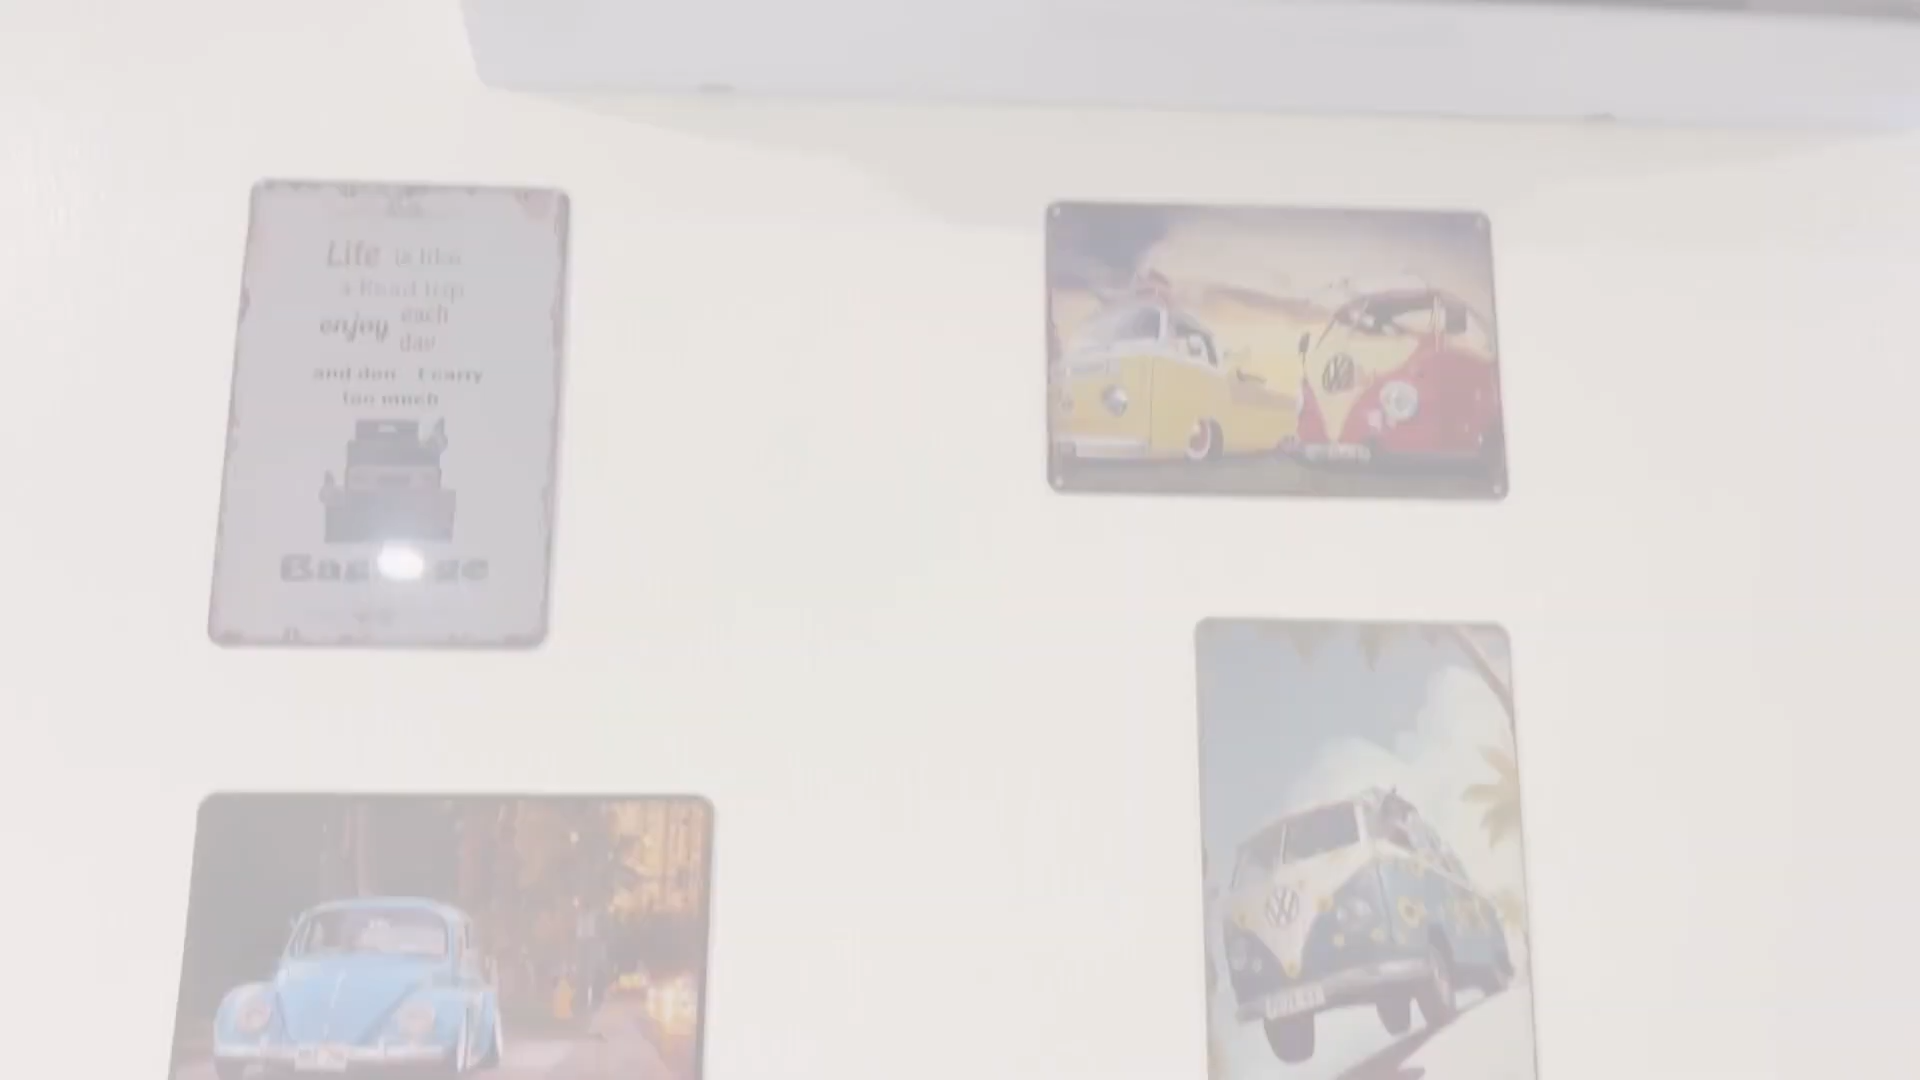 Life is like
a Road trip
enjoy each
day
and don t carry
too much